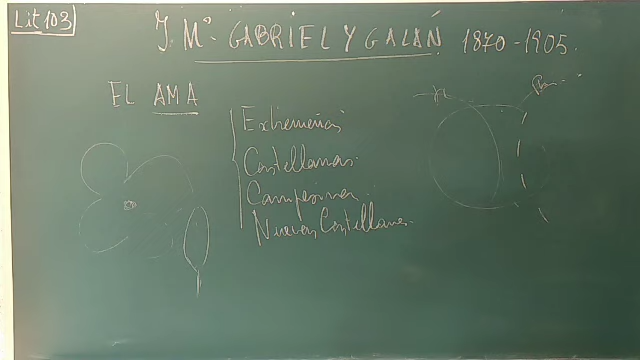 Lit 103
J. Mª GABRIEL Y GALÁN 1870-1905.
EL AMA
Extremeñas
Castellanas
Campesinas
Nuevas Castellanas